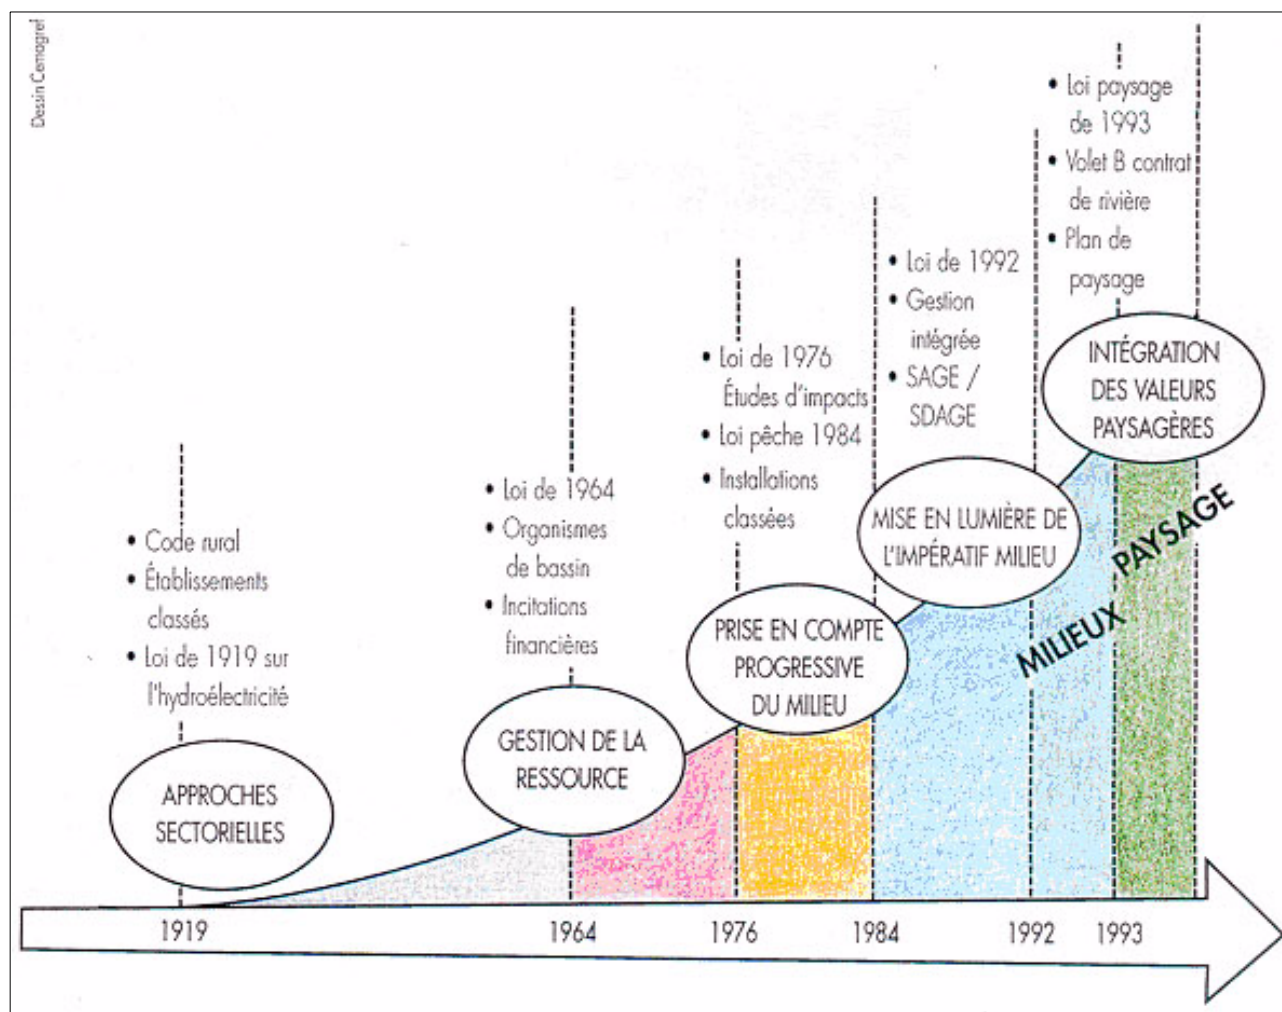 Dessin Cemagref
• Code rural
• Établissements
classés
• Loi de 1919 sur
l'hydroélectricité
APPROCHES
SECTORIELLES
• Loi de 1964
• Organismes
de bassin
• Incitations
financières
GESTION DE LA
RESSOURCE
• Loi de 1976
Études d'impacts
• Loi pêche 1984
• Installations
classées
PRISE EN COMPTE
PROGRESSIVE
DU MILIEU
• Loi de 1992
• Gestion
intégrée
• SAGE /
SDAGE
MISE EN LUMIÈRE DE
L'IMPÉRATIF MILIEU
• Loi paysage
de 1993
• Volet B contrat
de rivière
• Plan de
paysage
INTÉGRATION
DES VALEURS
PAYSAGÈRES
MILIEUX
PAYSAGE
1919
1964
1976
1984
1992
1993